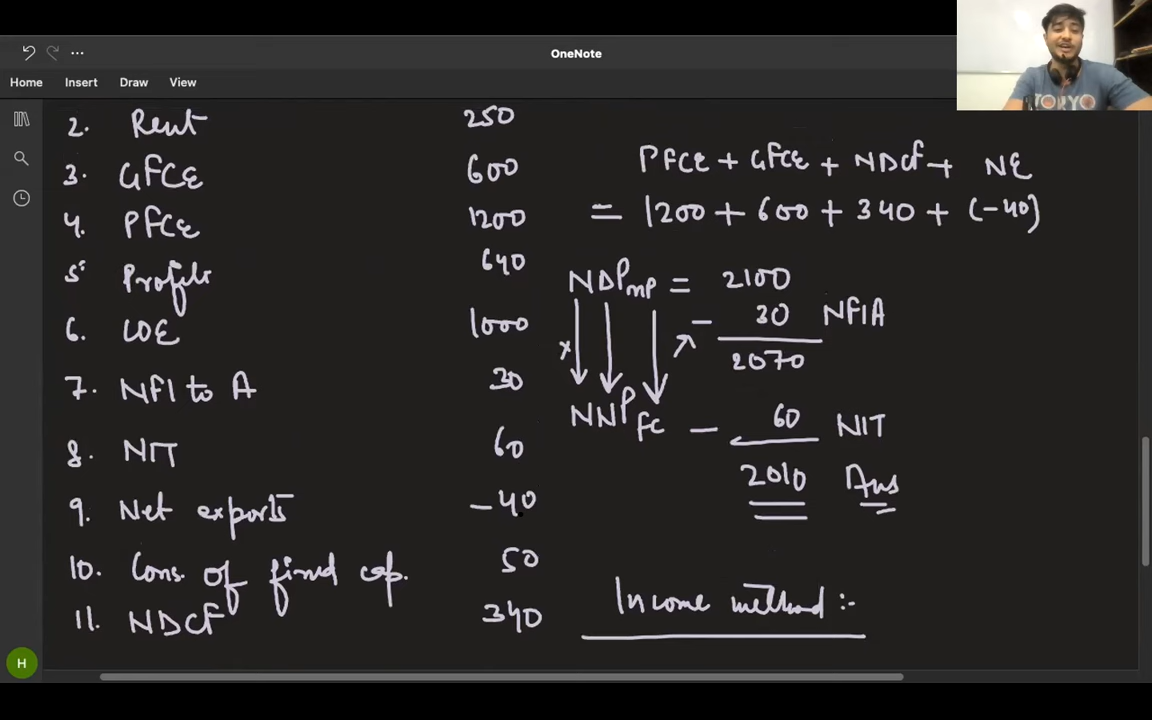 OneNote
Home Insert Draw View
2. Rent 250
3. GFCE 600
4. PFCE 1200
5. Profits 640
6. COE 1000
7. NFI to A 30
8. NIT 60
9. Net exports -40
10. Cons. of fixed cap. 50
11. NDCF 340
PFCE + GFCE + NDCF + NE
= 1200 + 600 + 340 + (-40)
NDPMP = 2100
- 30 NFIA
2070
x
NNPFC - 60 NIT
2010 Ans
Income method :-
H
TOKYO